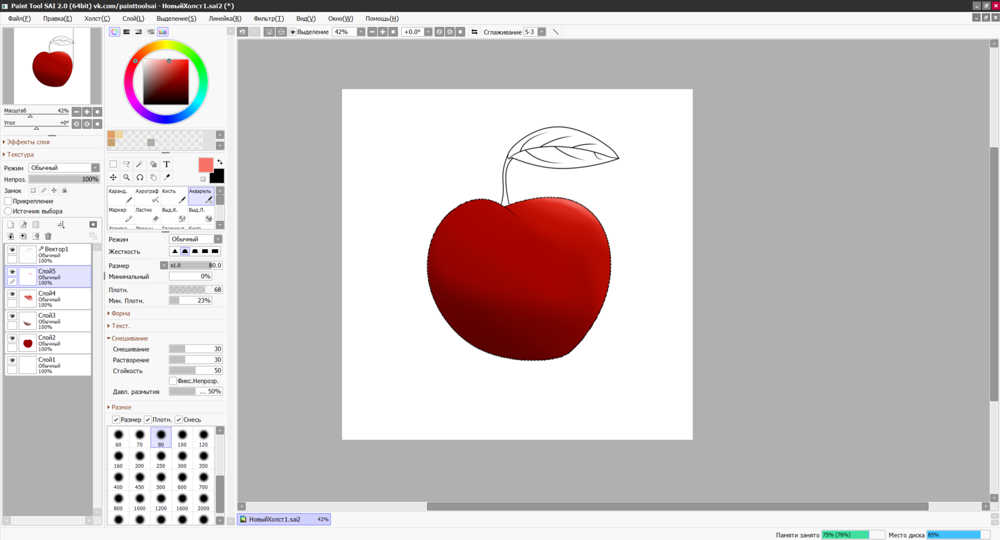 Paint Tool SAI 2.0 (64bit) vk.com/painttoolsai - НовыйХолст1.sai2 (*)
Файл(F) Правка(E) Холст(C) Слой(L) Выделение(S) Линейка(R) Фильтр(T) Вид(V) Окно(W) Помощь(H)
Выделение 42% +0.0° Сглаживание S-3
Масштаб 42%
Угол +0°
Эффекты слоя
Текстура
Режим Обычный
Непроз. 100%
Замок
Прикрепление
Источник выбора
Вектор1
Обычный
100%
Слой5
Обычный
100%
Слой4
Обычный
100%
Слой3
Обычный
100%
Слой2
Обычный
100%
Слой1
Обычный
100%
T
Каранд. Аэрограф Кисть Акварель
Маркер Ластик Выд.К. Выд.Л.
Режим Обычный
Жесткость
Размер x1.0 80.0
Минимальный 0%
Плотн. 68
Мин. Плотн. 23%
Форма
Текст.
Смешивание
Смешивание 30
Растворение 30
Стойкость 50
Фикс.Непрозр.
Давл. размытия ... 50%
Разное
Размер Плотн. Смесь
60 70 80 100 120
160 200 250 300 350
400 450 500 600 700
800 1000 1200 1600 2000
НовыйХолст1.sai2 42%
Памяти занято 75% (76%) Место диска 85%